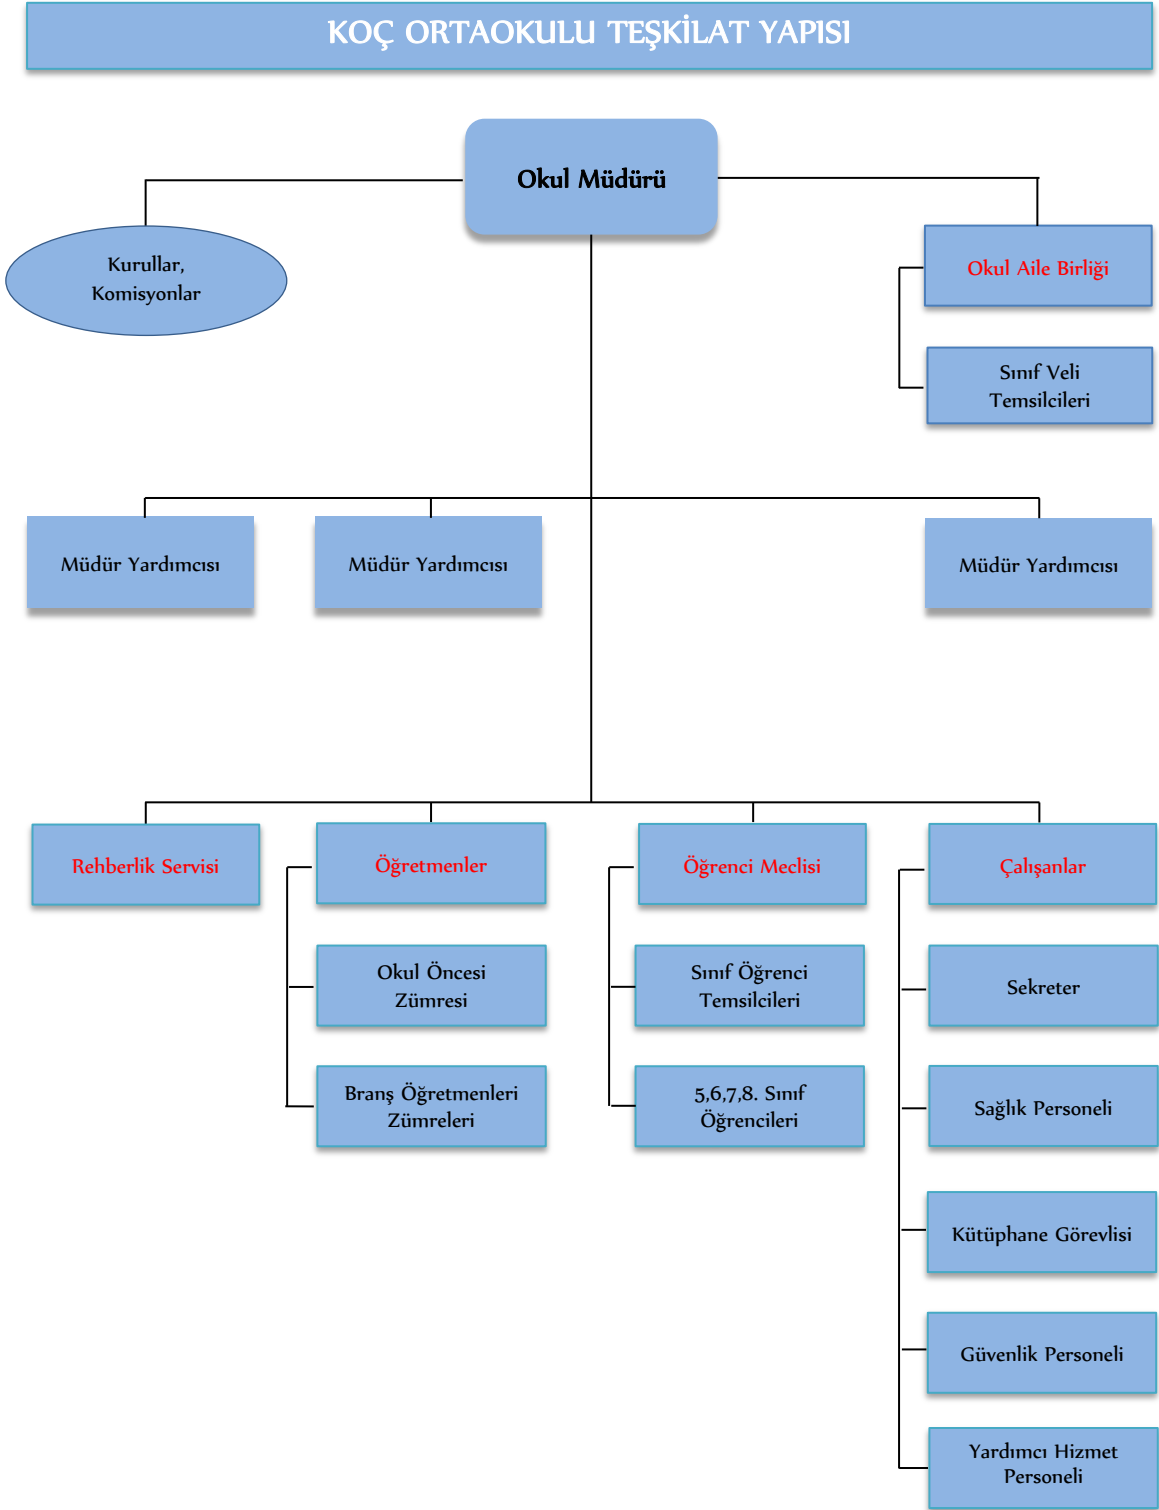 KOÇ ORTAOKULU TEŞKİLAT YAPISI
Okul Müdürü
Kurullar,
Komisyonlar
Okul Aile Birliği
Sınıf Veli
Temsilcileri
Müdür Yardımcısı
Müdür Yardımcısı
Müdür Yardımcısı
Rehberlik Servisi
Öğretmenler
Öğrenci Meclisi
Çalışanlar
Okul Öncesi
Zümresi
Sınıf Öğrenci
Temsilcileri
Sekreter
Branş Öğretmenleri
Zümreleri
5,6,7,8. Sınıf
Öğrencileri
Sağlık Personeli
Kütüphane Görevlisi
Güvenlik Personeli
Yardımcı Hizmet
Personeli